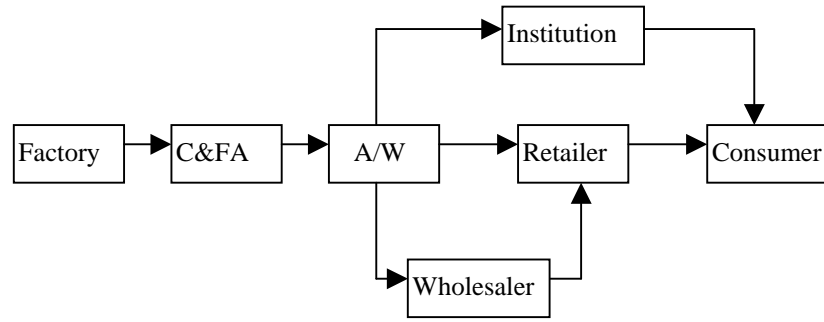 Institution
Factory
C&FA
A/W
Retailer
Consumer
Wholesaler